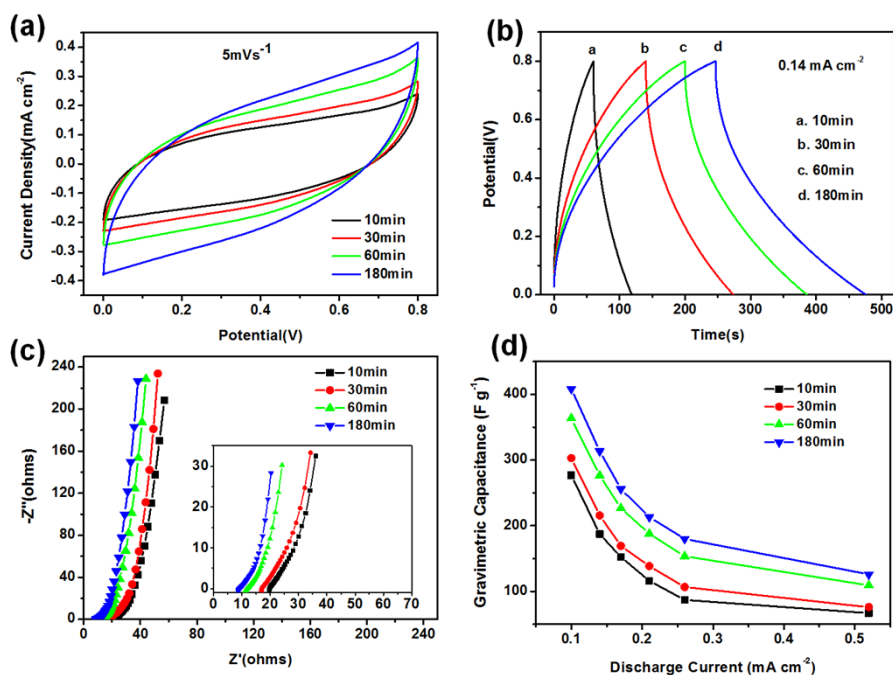 (a)
5mVs-1
Current Density(mA cm-2)
0.4
0.3
0.2
0.1
0.0
-0.1
-0.2
-0.3
-0.4
10min
30min
60min
180min
0.0 0.2 0.4 0.6 0.8
Potential(V)
(b)
a b c d
0.14 mA cm-2
Potential(V)
0.8
0.6
0.4
0.2
0.0
a. 10min
b. 30min
c. 60min
d. 180min
0 100 200 300 400 500
Time(s)
(c)
-Z''(ohms)
240
200
160
120
80
40
0
10min
30min
60min
180min
30
20
10
0
0 10 20 30 40 50 60 70
0 40 80 120 160 200 240
Z'(ohms)
(d)
Gravimetric Capacitance (F g-1)
400
300
200
100
10min
30min
60min
180min
0.1 0.2 0.3 0.4 0.5
Discharge Current (mA cm-2)